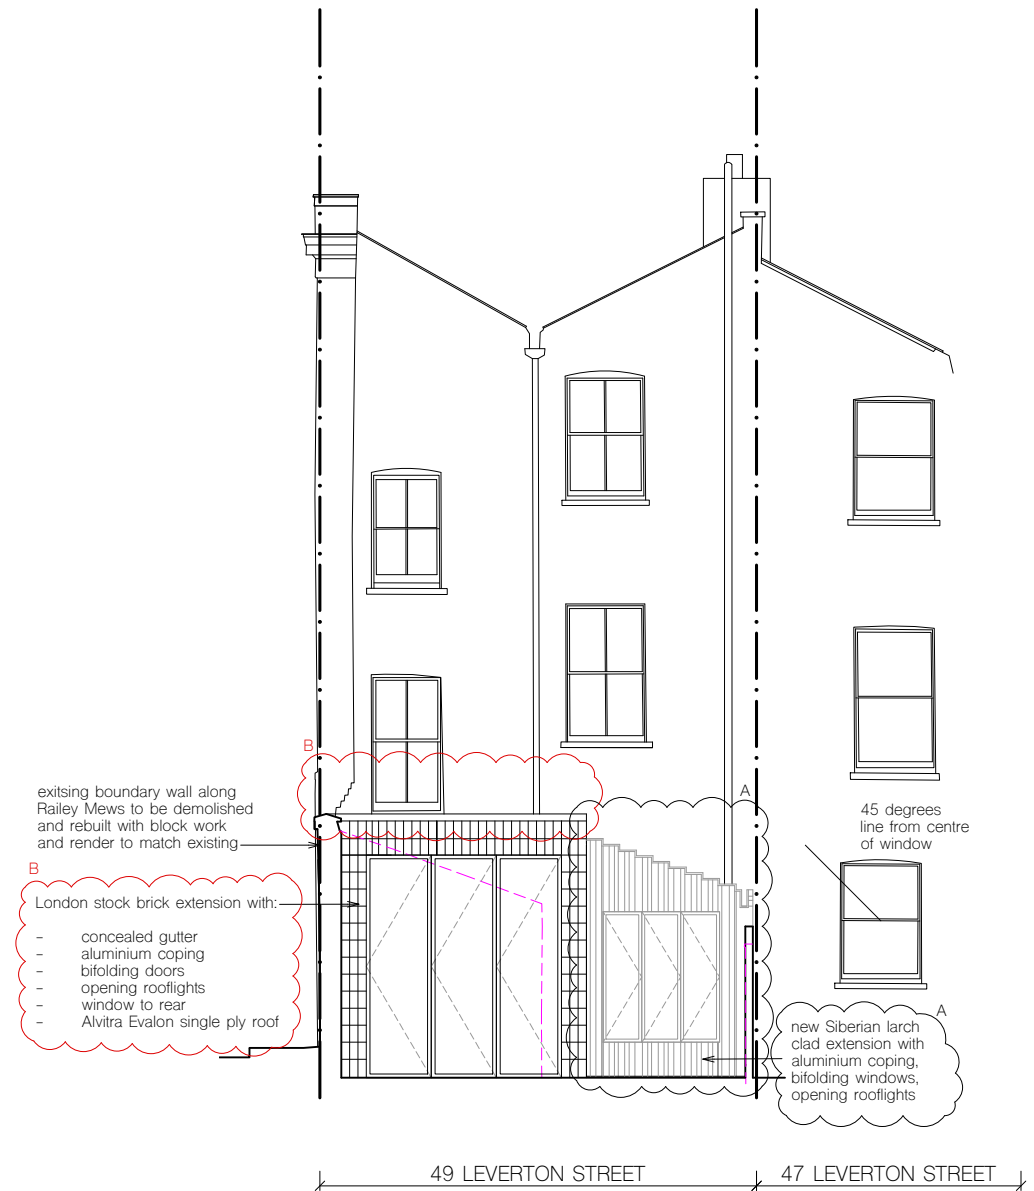 B
A
exitsing boundary wall along
Railey Mews to be demolished
and rebuilt with block work
and render to match existing
45 degrees
line from centre
of window
B
London stock brick extension with:
- concealed gutter
- aluminium coping
- bifolding doors
- opening rooflights
- window to rear
- Alvitra Evalon single ply roof
A
new Siberian larch
clad extension with
aluminium coping,
bifolding windows,
opening rooflights
49 LEVERTON STREET
47 LEVERTON STREET